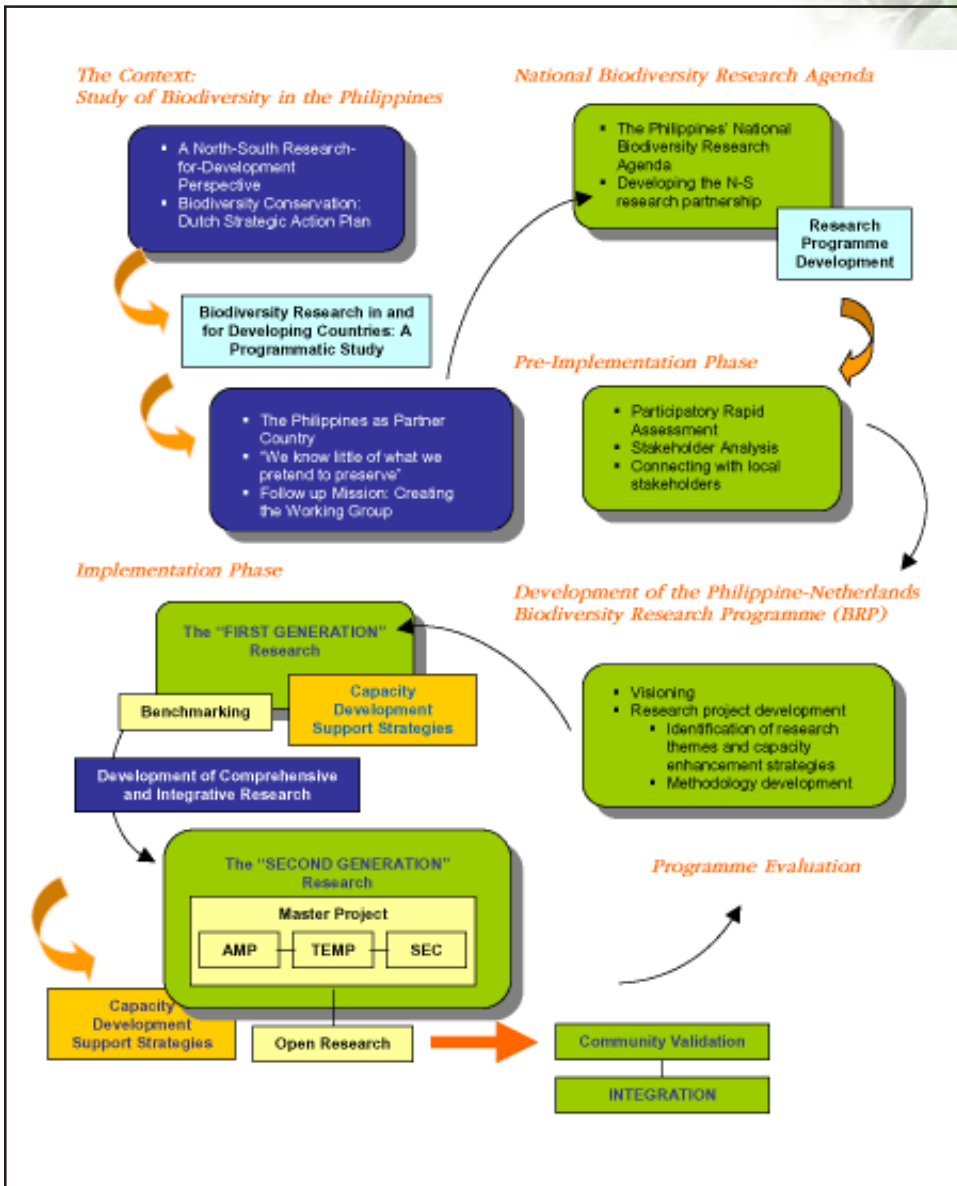 The Context:
Study of Biodiversity in the Philippines
A North-South Research-
for-Development
Perspective
Biodiversity Conservation:
Dutch Strategic Action Plan
Biodiversity Research in and
for Developing Countries: A
Programmatic Study
The Philippines as Partner
Country
"We know little of what we
pretend to preserve"
Follow up Mission: Creating
the Working Group
National Biodiversity Research Agenda
The Philippines' National
Biodiversity Research
Agenda
Developing the N-S
research partnership
Research
Programme
Development
Pre-Implementation Phase
Participatory Rapid
Assessment
Stakeholder Analysis
Connecting with local
stakeholders
Development of the Philippine-Netherlands
Biodiversity Research Programme (BRP)
Visioning
Research project development
Identification of research
themes and capacity
enhancement strategies
Methodology development
Implementation Phase
The "FIRST GENERATION"
Research
Capacity
Development
Support Strategies
Benchmarking
Development of Comprehensive
and Integrative Research
The "SECOND GENERATION"
Research
Master Project
AMP
TEMP
SEC
Capacity
Development
Support Strategies
Open Research
Community Validation
INTEGRATION
Programme Evaluation